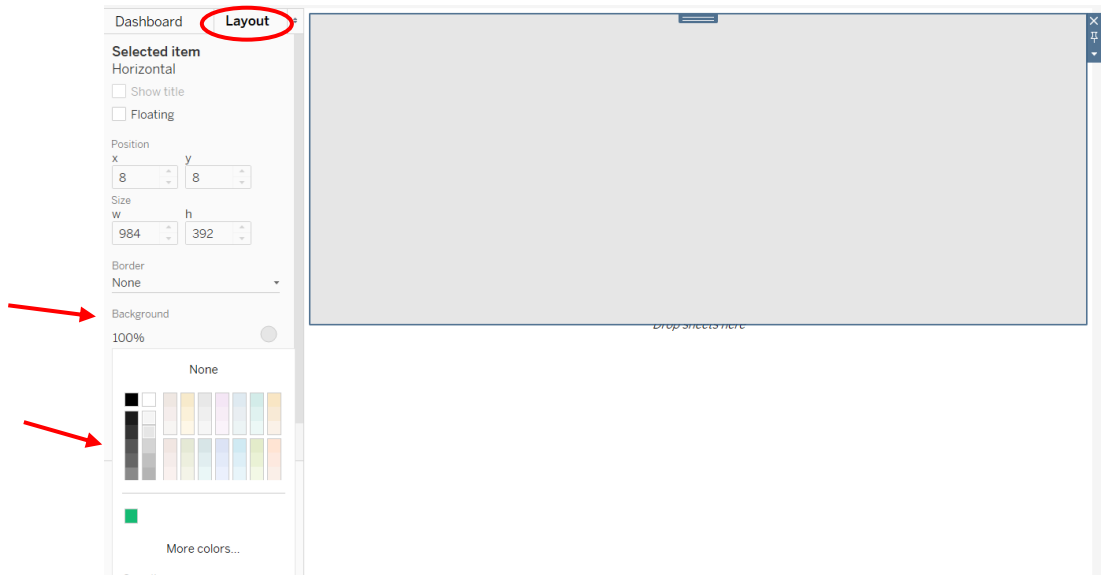 Dashboard Layout
Selected item
Horizontal
Show title
Floating
Position
x y
8 8
Size
w h
984 392
Border
None
Background
100%
Drop sheets here
None
More colors...